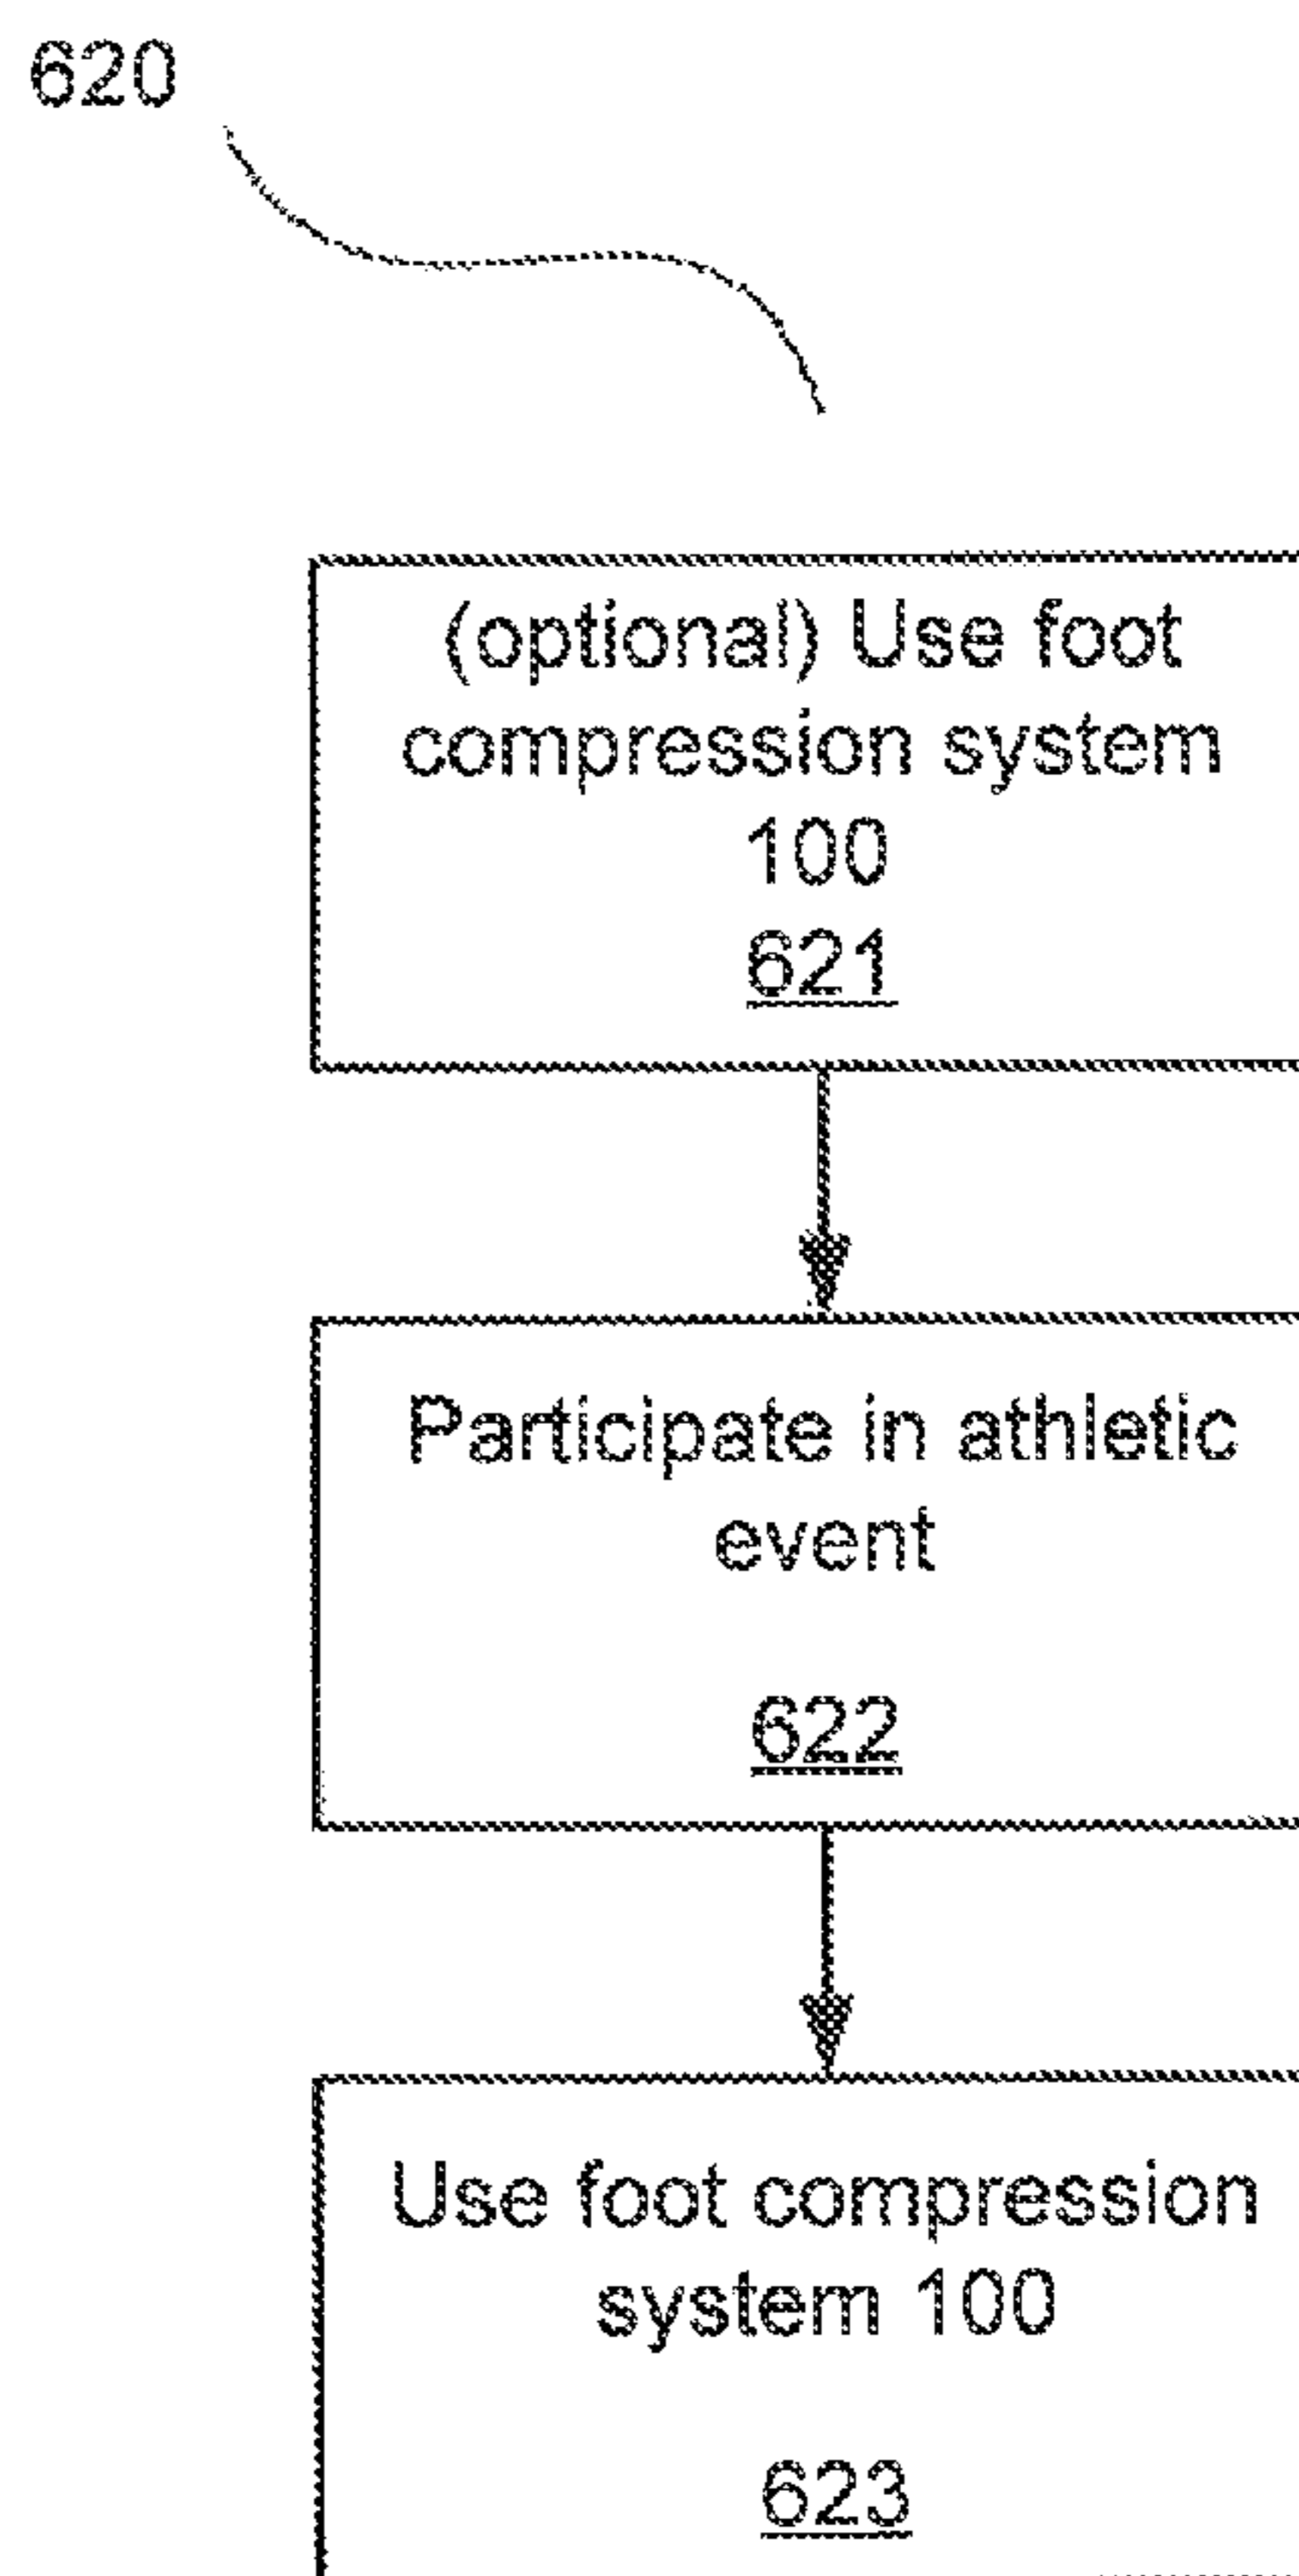 620
(optional) Use foot
compression system
100
621
Participate in athletic
event
622
Use foot compression
system 100
623